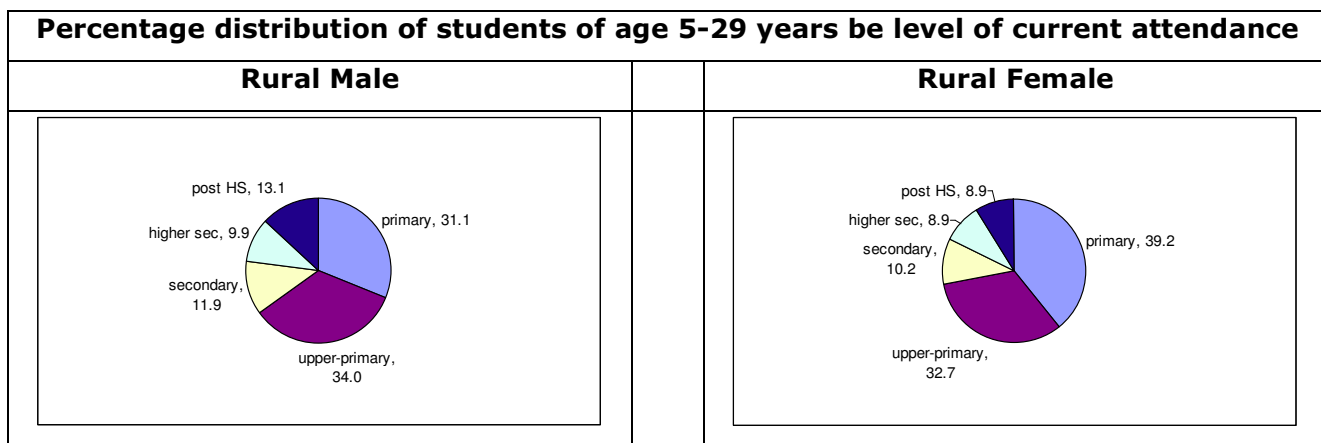 Percentage distribution of students of age 5-29 years be level of current attendance
Rural Male
Rural Female
post HS, 13.1
primary, 31.1
higher sec, 9.9
secondary,
11.9
upper-primary,
34.0
post HS, 8.9
higher sec, 8.9
primary, 39.2
secondary,
10.2
upper-primary,
32.7